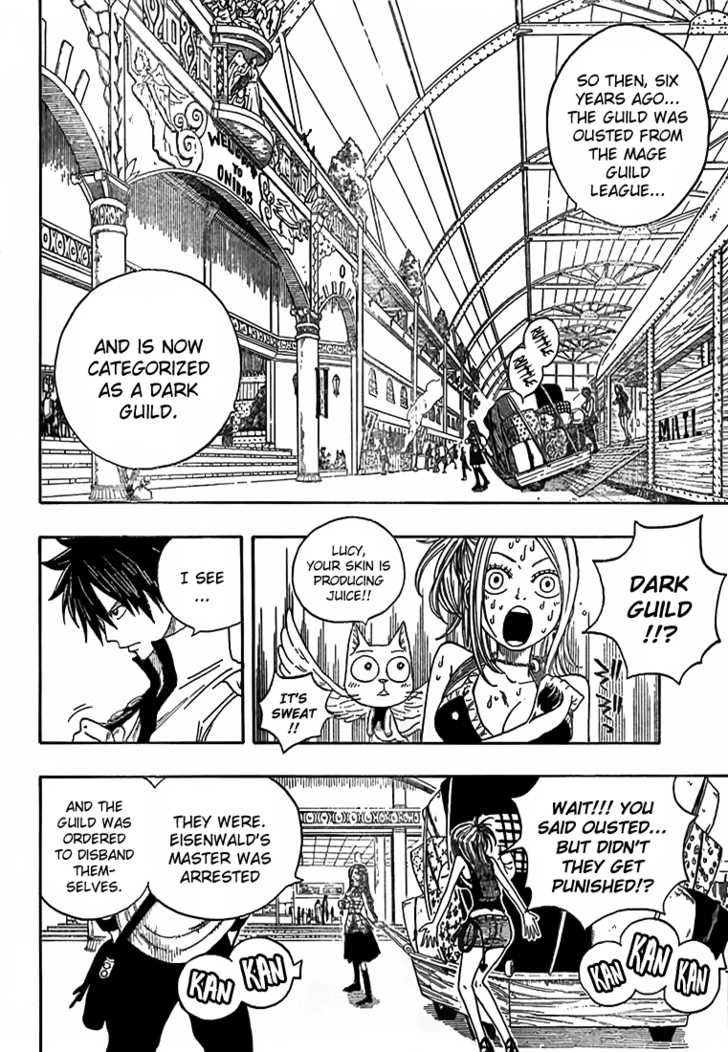 SO THEN, SIX
YEARS AGO...
THE GUILD WAS
OUSTED FROM
THE MAGE
GUILD
LEAGUE...
WELCOME
TO
ONIBAS
AND IS NOW
CATEGORIZED
AS A DARK
GUILD.
MAIL
DARK
GUILD
!!?
LUCY,
YOUR SKIN IS
PRODUCING
JUICE!!
IT'S
SWEAT
!!
I SEE
...
WAIT!!! YOU
SAID OUSTED...
BUT DIDN'T
THEY GET
PUNISHED!?
THEY WERE.
EISENWALD'S
MASTER WAS
ARRESTED
AND THE
GUILD WAS
ORDERED
TO DISBAND
THEM-
SELVES.
KAN
KAN
KAN
KAN
KAN
KAN